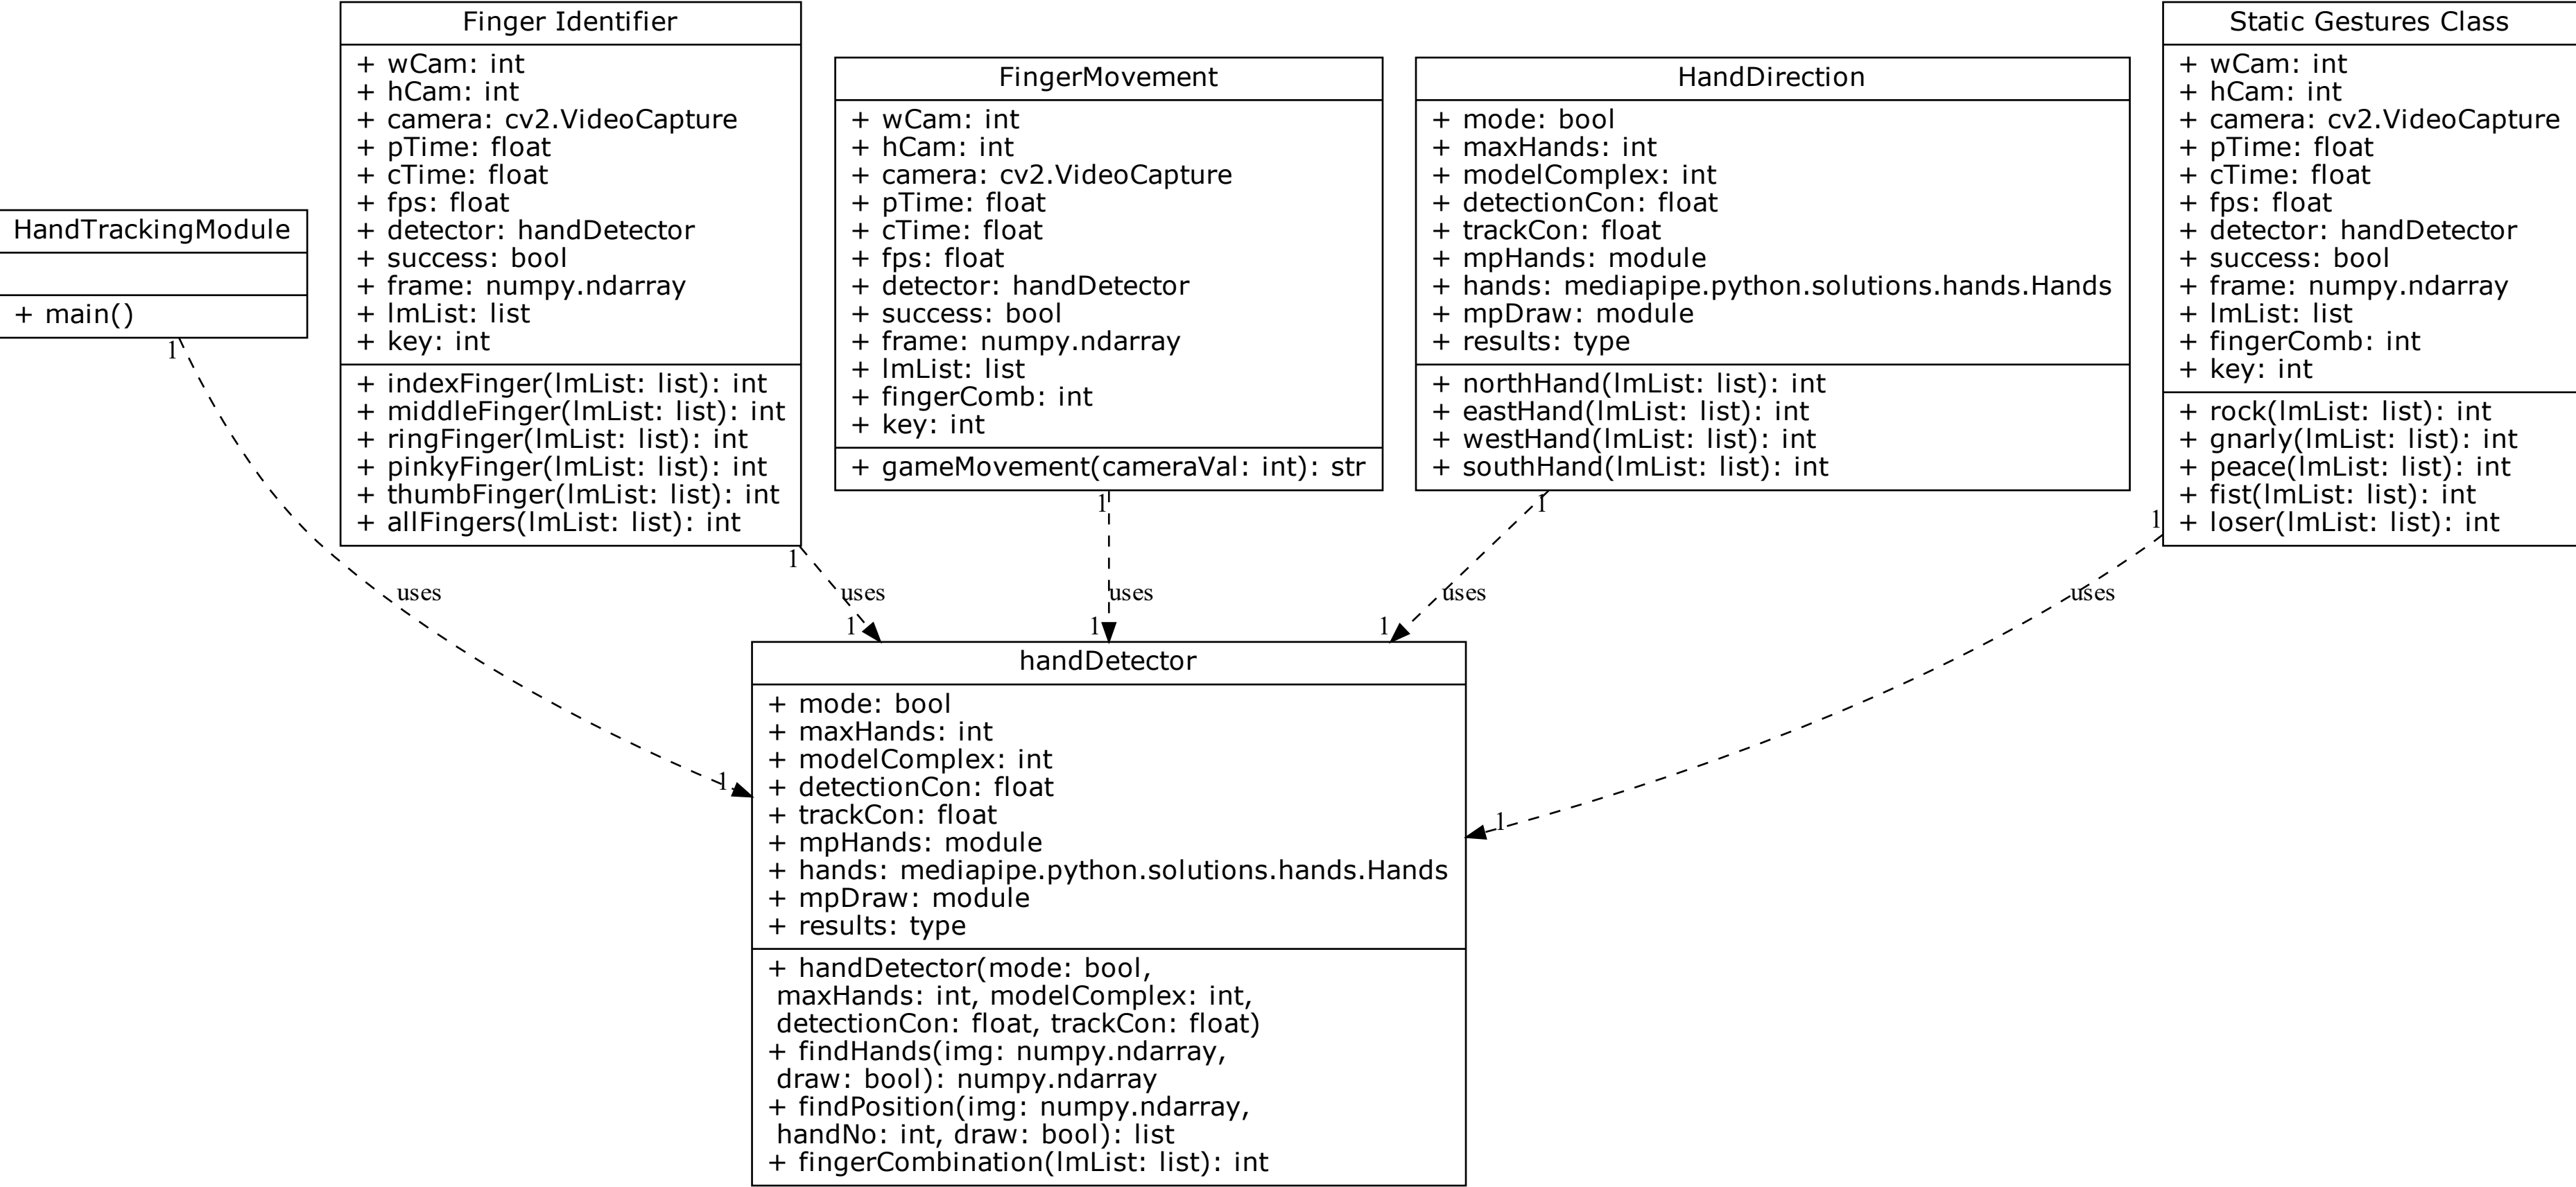 HandTrackingModule
+ main()
Finger Identifier
+ wCam: int
+ hCam: int
+ camera: cv2.VideoCapture
+ pTime: float
+ cTime: float
+ fps: float
+ detector: handDetector
+ success: bool
+ frame: numpy.ndarray
+ lmList: list
+ key: int
+ indexFinger(lmList: list): int
+ middleFinger(lmList: list): int
+ ringFinger(lmList: list): int
+ pinkyFinger(lmList: list): int
+ thumbFinger(lmList: list): int
+ allFingers(lmList: list): int
FingerMovement
+ wCam: int
+ hCam: int
+ camera: cv2.VideoCapture
+ pTime: float
+ cTime: float
+ fps: float
+ detector: handDetector
+ success: bool
+ frame: numpy.ndarray
+ lmList: list
+ fingerComb: int
+ key: int
+ gameMovement(cameraVal: int): str
HandDirection
+ mode: bool
+ maxHands: int
+ modelComplex: int
+ detectionCon: float
+ trackCon: float
+ mpHands: module
+ hands: mediapipe.python.solutions.hands.Hands
+ mpDraw: module
+ results: type
+ northHand(lmList: list): int
+ eastHand(lmList: list): int
+ westHand(lmList: list): int
+ southHand(lmList: list): int
Static Gestures Class
+ wCam: int
+ hCam: int
+ camera: cv2.VideoCapture
+ pTime: float
+ cTime: float
+ fps: float
+ detector: handDetector
+ success: bool
+ frame: numpy.ndarray
+ lmList: list
+ fingerComb: int
+ key: int
+ rock(lmList: list): int
+ gnarly(lmList: list): int
+ peace(lmList: list): int
+ fist(lmList: list): int
+ loser(lmList: list): int
1
1
1
1
1
uses
uses
uses
uses
uses
1
1
1
1
1
handDetector
+ mode: bool
+ maxHands: int
+ modelComplex: int
+ detectionCon: float
+ trackCon: float
+ mpHands: module
+ hands: mediapipe.python.solutions.hands.Hands
+ mpDraw: module
+ results: type
+ handDetector(mode: bool,
maxHands: int, modelComplex: int,
detectionCon: float, trackCon: float)
+ findHands(img: numpy.ndarray,
draw: bool): numpy.ndarray
+ findPosition(img: numpy.ndarray,
handNo: int, draw: bool): list
+ fingerCombination(lmList: list): int